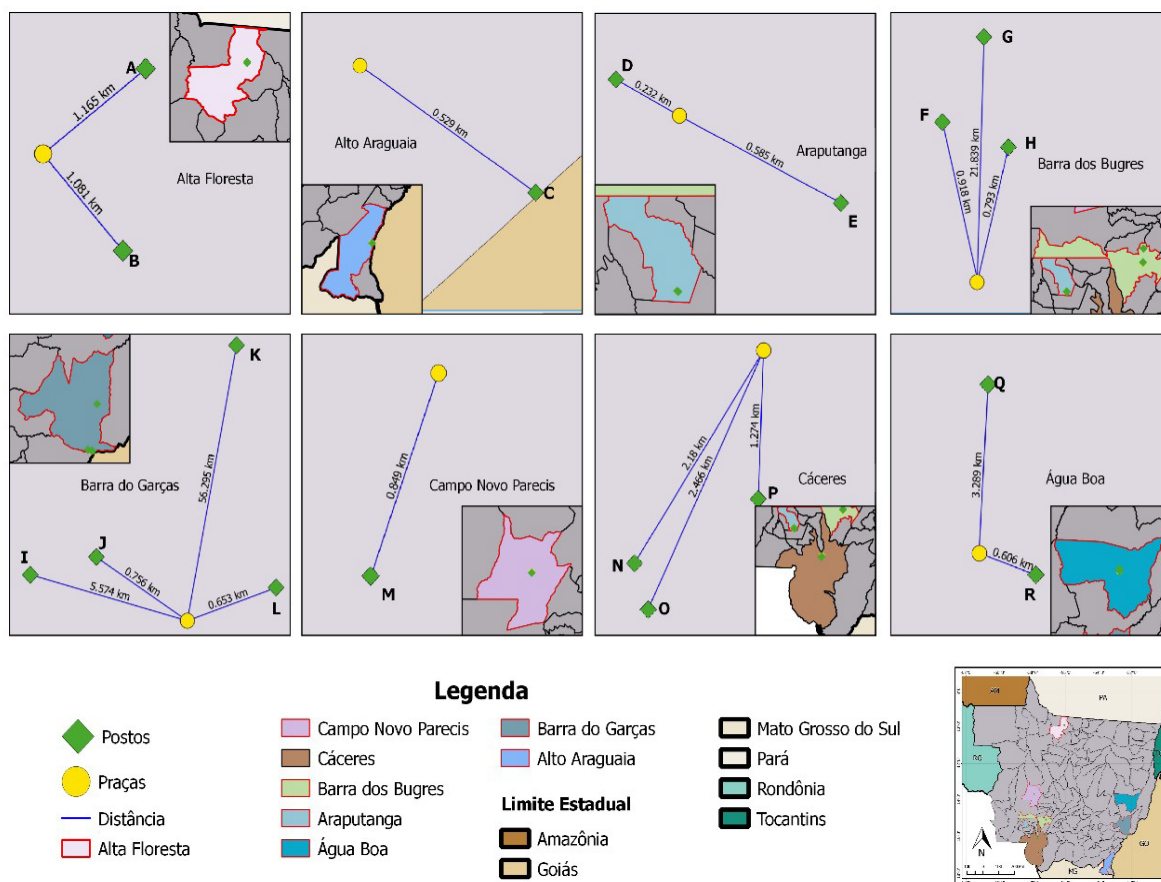 A
1.165 km
1.081 km
B
Alta Floresta
0.529 km
Alto Araguaia
C
D
0.232 km
0.585 km
Araputanga
E
G
F
H
21.839 km
0.918 km
0.793 km
Barra dos Bugres
K
56.295 km
Barra do Garças
I
J
5.574 km
0.756 km
0.653 km
L
0.849 km
Campo Novo Parecis
M
2.18 km
2.466 km
1.274 km
Cáceres
P
N
O
Q
3.289 km
Água Boa
0.606 km
R
Legenda
Postos
Praças
Distância
Alta Floresta
Campo Novo Parecis
Cáceres
Barra dos Bugres
Araputanga
Água Boa
Barra do Garças
Alto Araguaia
Limite Estadual
Amazônia
Goiás
Mato Grosso do Sul
Pará
Rondônia
Tocantins
AM
PA
RO
GO
MS
N